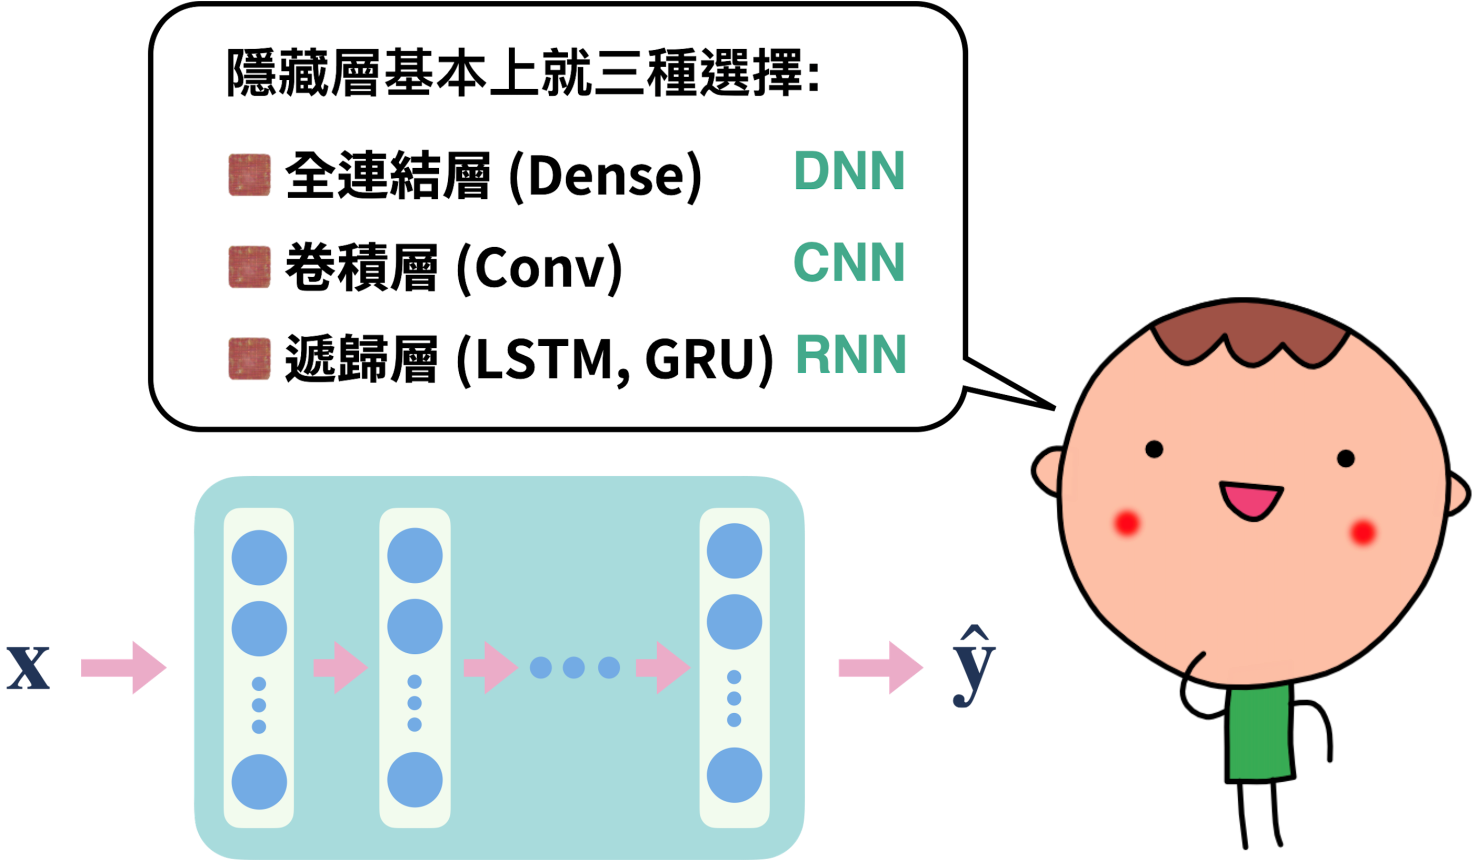 隱藏層基本上就三種選擇:
全連結層 (Dense) DNN
卷積層 (Conv) CNN
遞歸層 (LSTM, GRU) RNN
x
ŷ